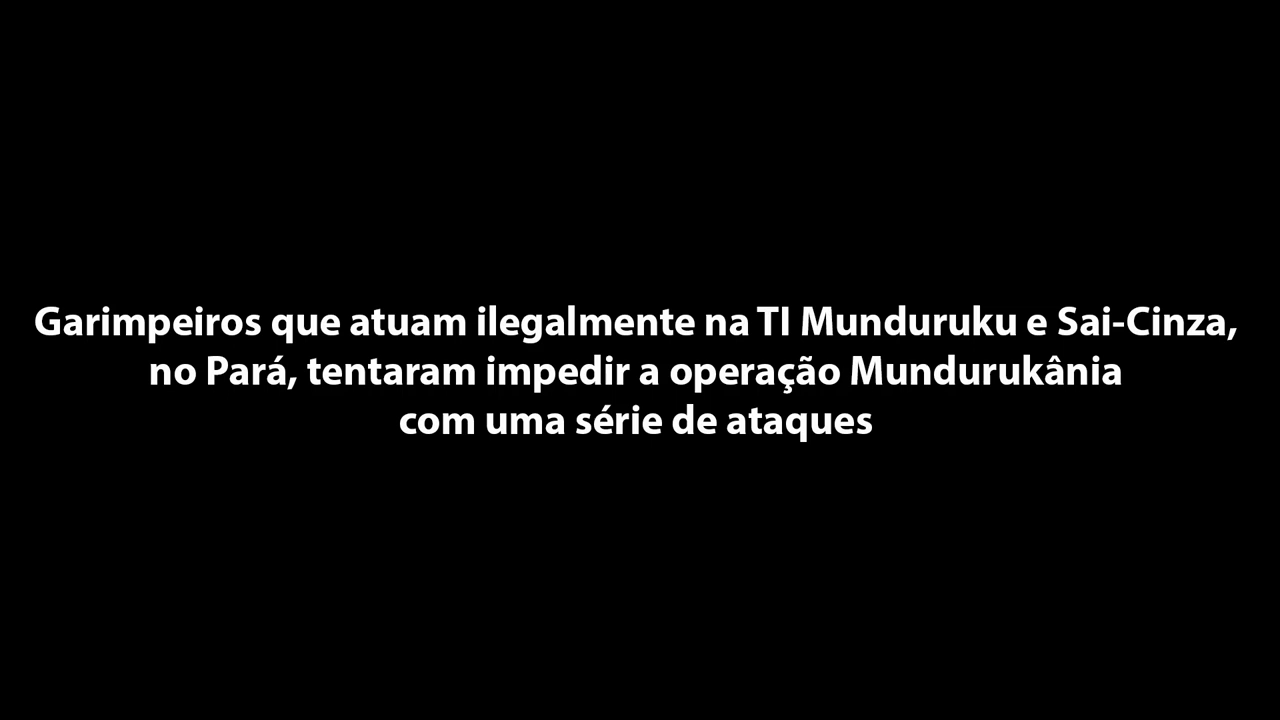 Garimpeiros que atuam ilegalmente na TI Munduruku e Sai-Cinza,
no Pará, tentaram impedir a operação Mundurukânia
com uma série de ataques